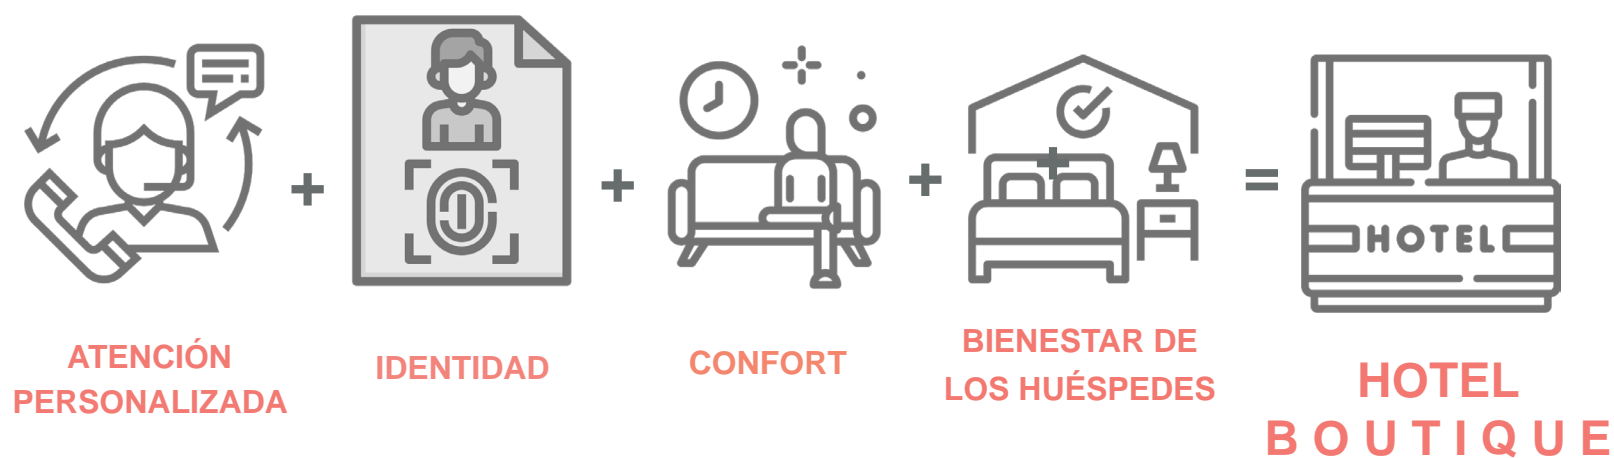 ATENCIÓN
PERSONALIZADA
+
IDENTIDAD
+
CONFORT
+
BIENESTAR DE
LOS HUÉSPEDES
=
HOTEL
HOTEL
BOUTIQUE